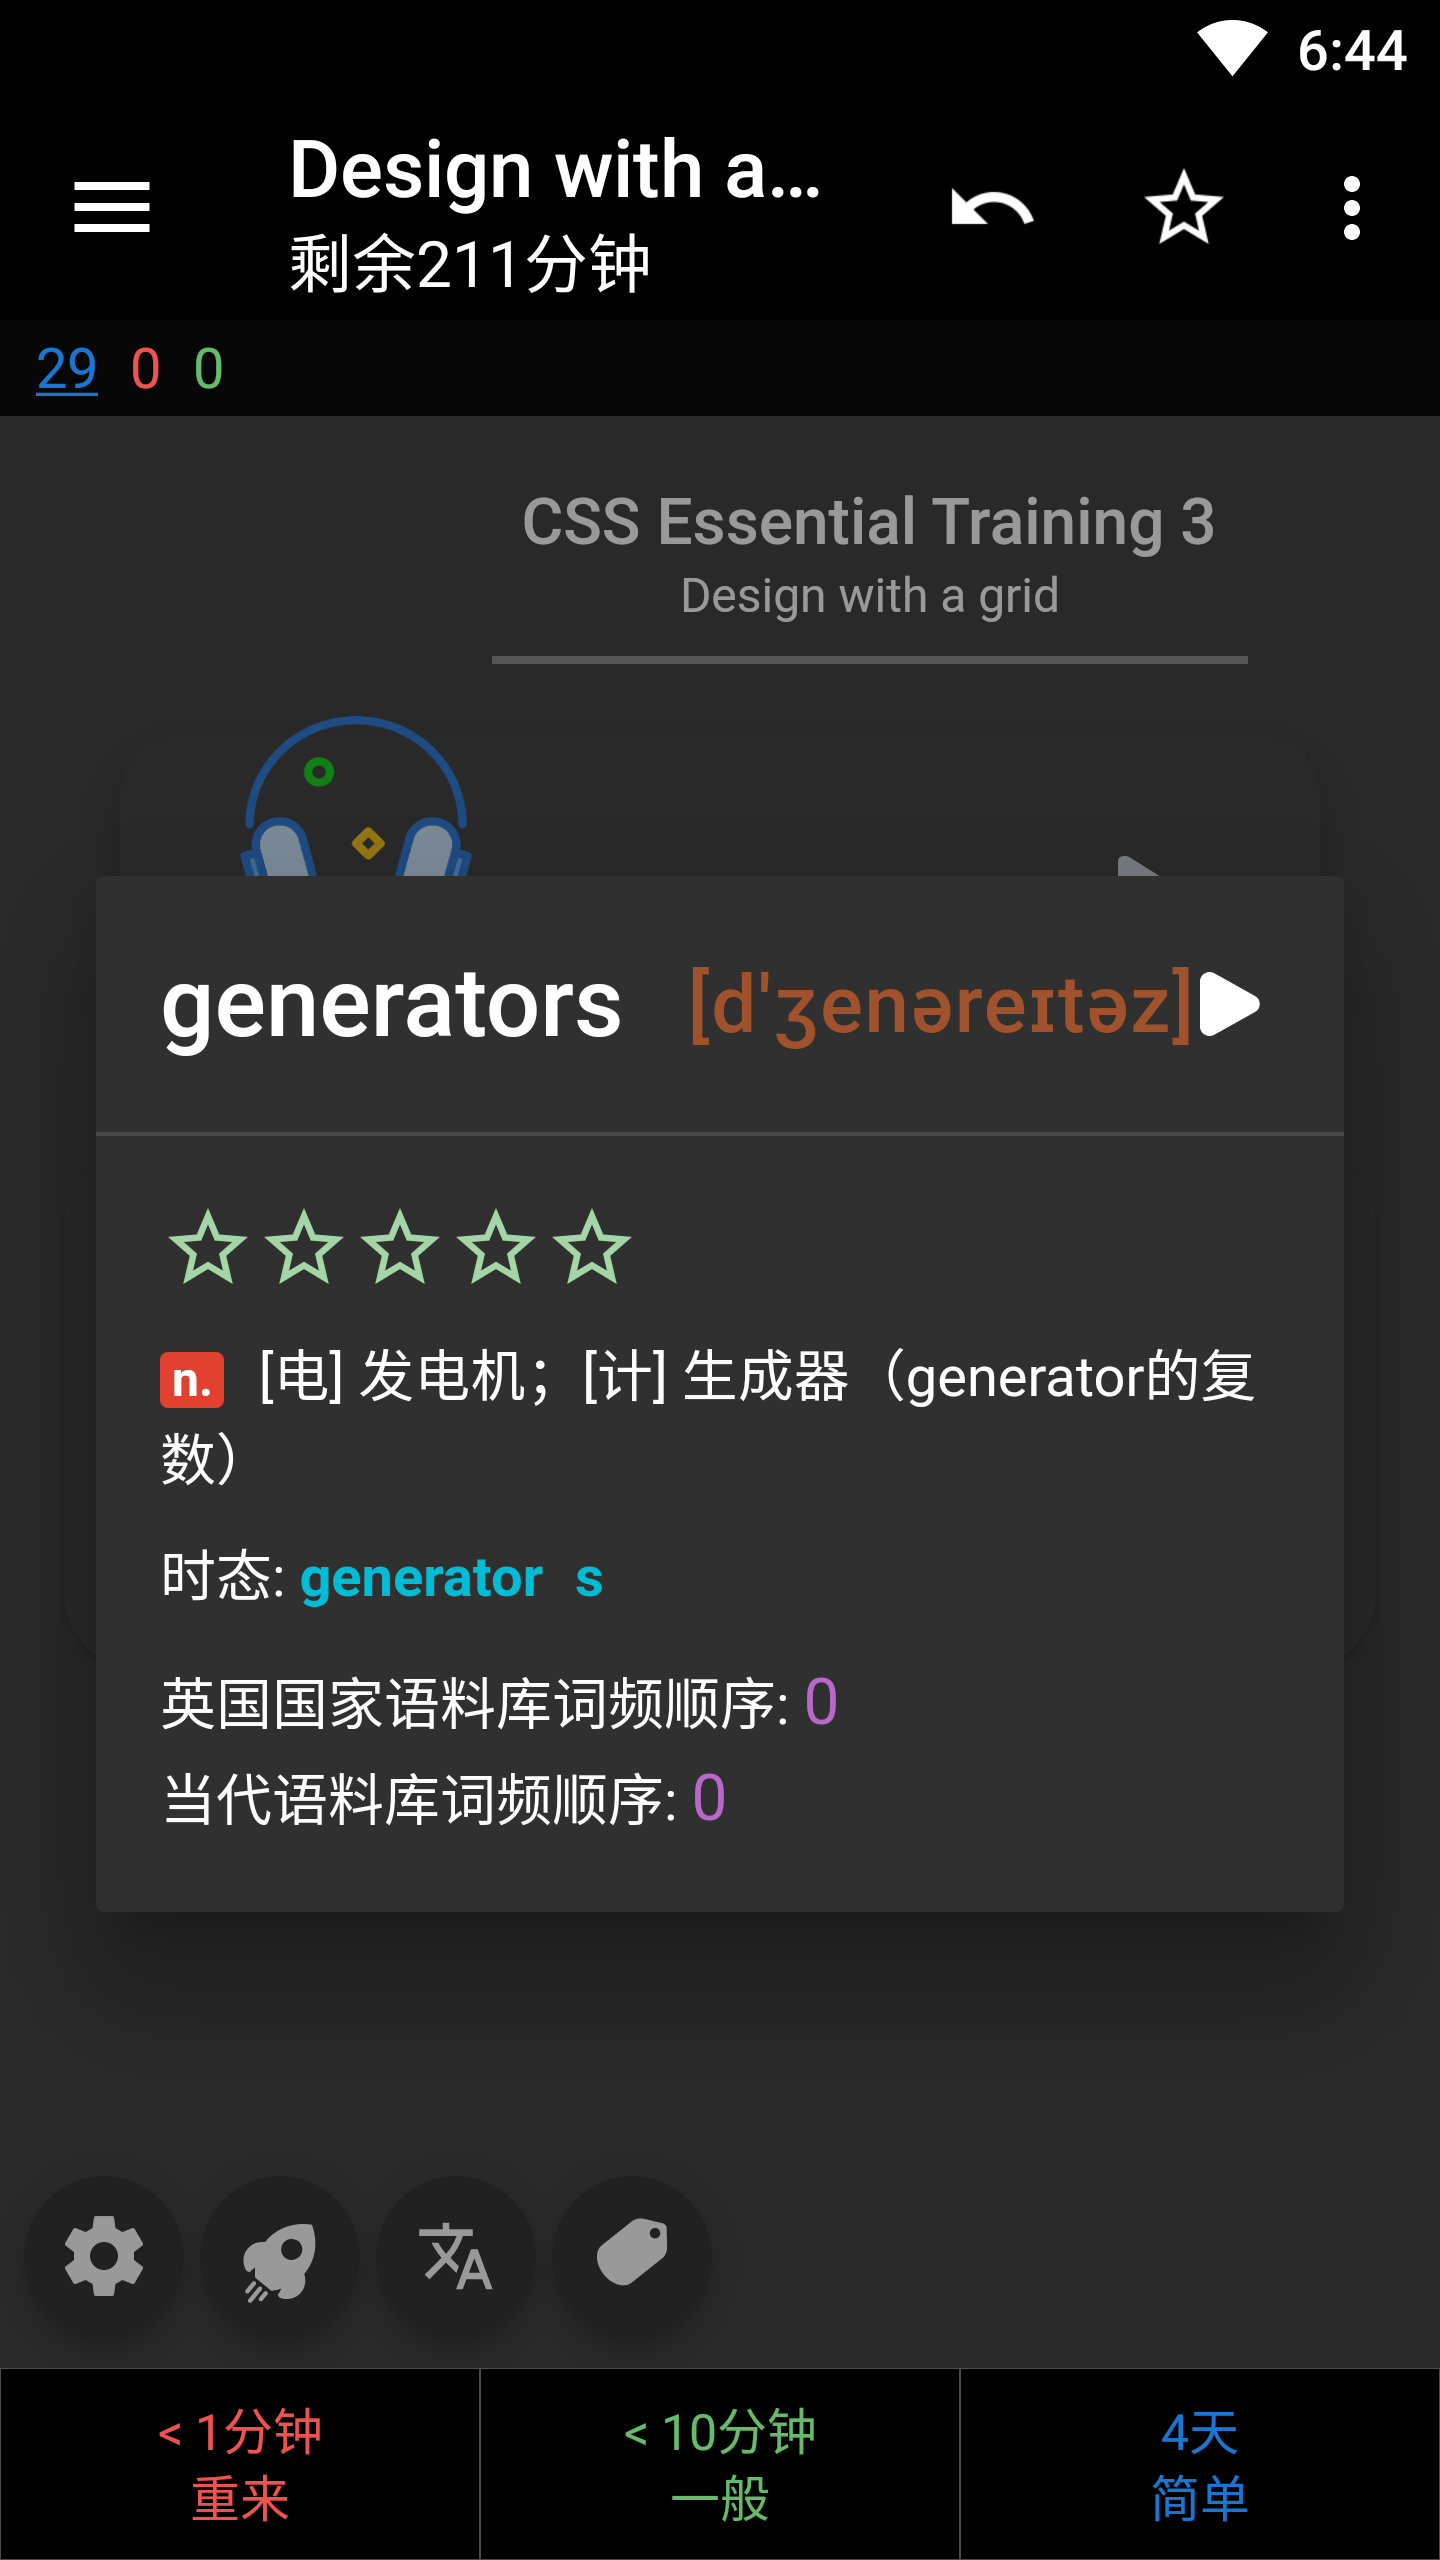 6:44
Design with a...
剩余211分钟
29 0 0
CSS Essential Training 3
Design with a grid
generators [d'ʒenəreɪtəz]
n. [电] 发电机；[计] 生成器（generator的复
数）
时态: generator s
英国国家语料库词频顺序: 0
当代语料库词频顺序: 0
< 1分钟 < 10分钟 4天
重来 一般 简单